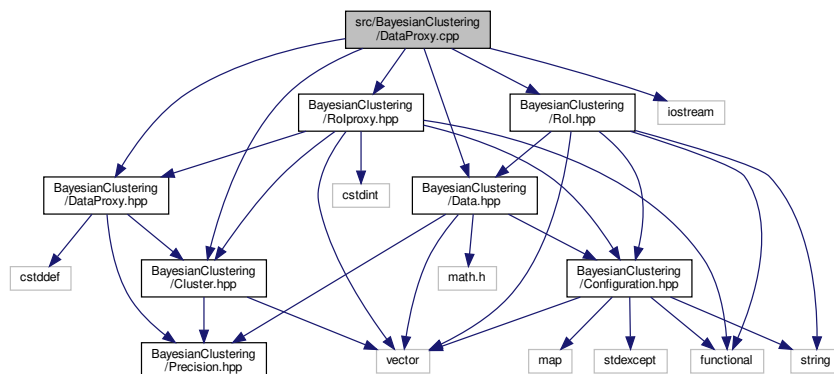 src/BayesianClustering
/DataProxy.cpp
BayesianClustering
/RoIproxy.hpp
BayesianClustering
/RoI.hpp
iostream
BayesianClustering
/DataProxy.hpp
cstdint
BayesianClustering
/Data.hpp
cstddef
BayesianClustering
/Cluster.hpp
math.h
BayesianClustering
/Configuration.hpp
BayesianClustering
/Precision.hpp
vector
map
stdexcept
functional
string